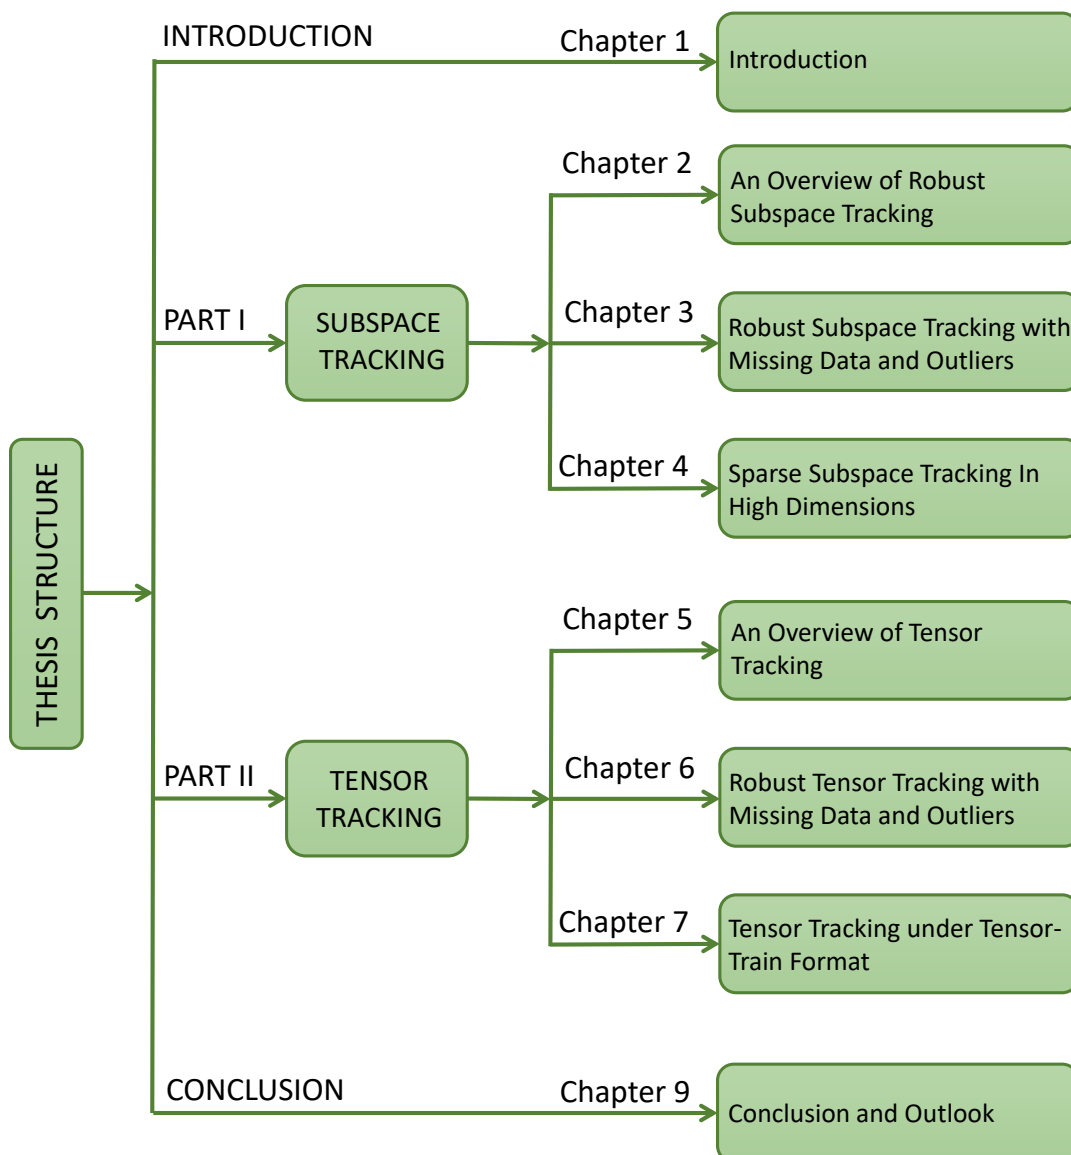 THESIS STRUCTURE
INTRODUCTION
Chapter 1
Introduction
PART I
SUBSPACE
TRACKING
Chapter 2
An Overview of Robust
Subspace Tracking
Chapter 3
Robust Subspace Tracking with
Missing Data and Outliers
Chapter 4
Sparse Subspace Tracking In
High Dimensions
PART II
TENSOR
TRACKING
Chapter 5
An Overview of Tensor
Tracking
Chapter 6
Robust Tensor Tracking with
Missing Data and Outliers
Chapter 7
Tensor Tracking under Tensor-
Train Format
CONCLUSION
Chapter 9
Conclusion and Outlook